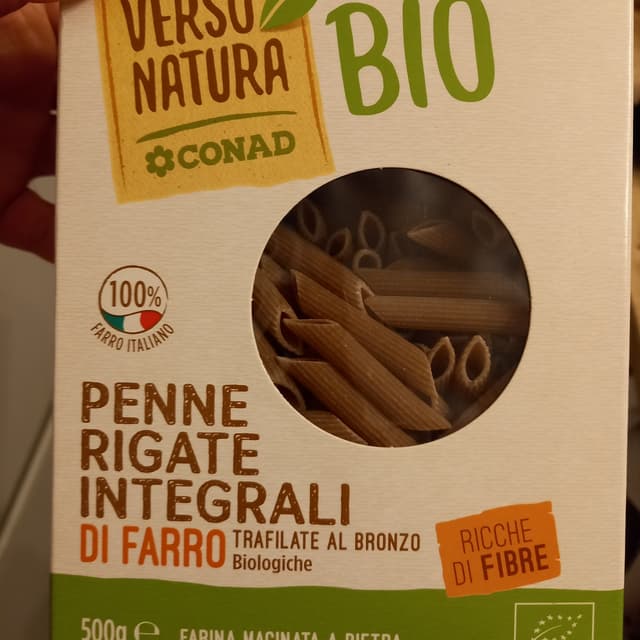 VERSO
NATURA
CONAD
BIO
100%
FARRO ITALIANO
PENNE
RIGATE
INTEGRALI
DI FARRO
TRAFILATE AL BRONZO
Biologiche
RICCHE
DI FIBRE
500g e
FARINA MACINATA A PIETRA